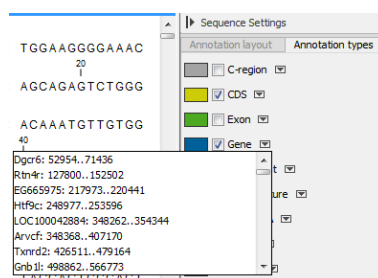 Sequence Settings
Annotation layout
Annotation types
TGGAAGGGGAAAC
20
AGCAGAGTCTGGG
ACAAATGTTGTGG
40
C-region
CDS
Exon
Gene
Dgcr6: 52954..71436
Rtn4r: 127800..152502
EG665975: 217973..220441
Htf9c: 248977..253596
LOC100042884: 348262..354344
Arvcf: 348368..407170
Txnrd2: 426511..479164
Gnb1l: 498862..566773